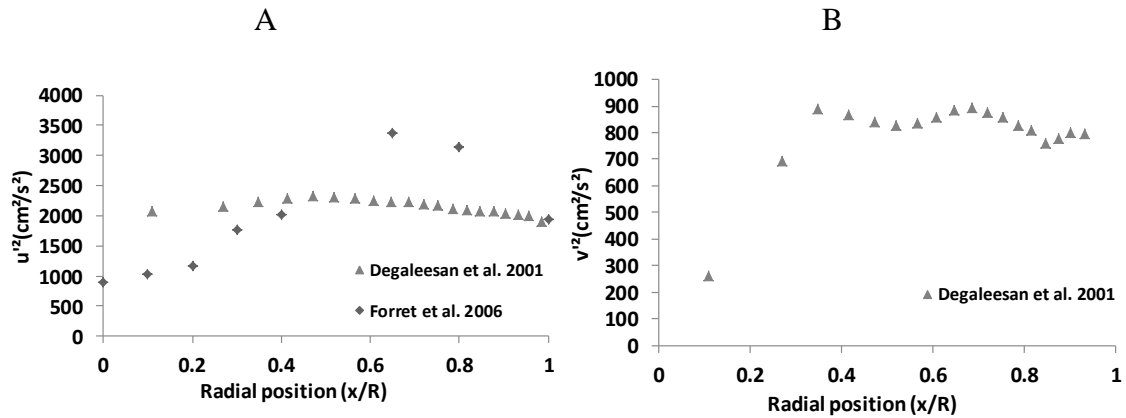 A
4000
3500
3000
2500
2000
1500
1000
500
0
u'²(cm²/s²)
0 0.2 0.4 0.6 0.8 1
Radial position (x/R)
Degaleesan et al. 2001
Forret et al. 2006
B
1000
900
800
700
600
500
400
300
200
100
0
v'²(cm²/s²)
0 0.2 0.4 0.6 0.8 1
Radial position (x/R)
Degaleesan et al. 2001